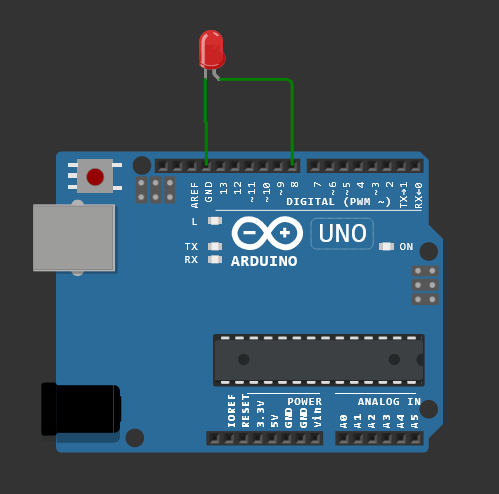 AREF
GND
13
12
~11
~10
~9
8
7
~6
~5
4
~3
2
TX→1
RX←0
DIGITAL (PWM ~)
L
UNO
TX
ON
RX
ARDUINO
POWER
ANALOG IN
IOREF
RESET
3.3V
5V
GND
GND
Vin
A0
A1
A2
A3
A4
A5